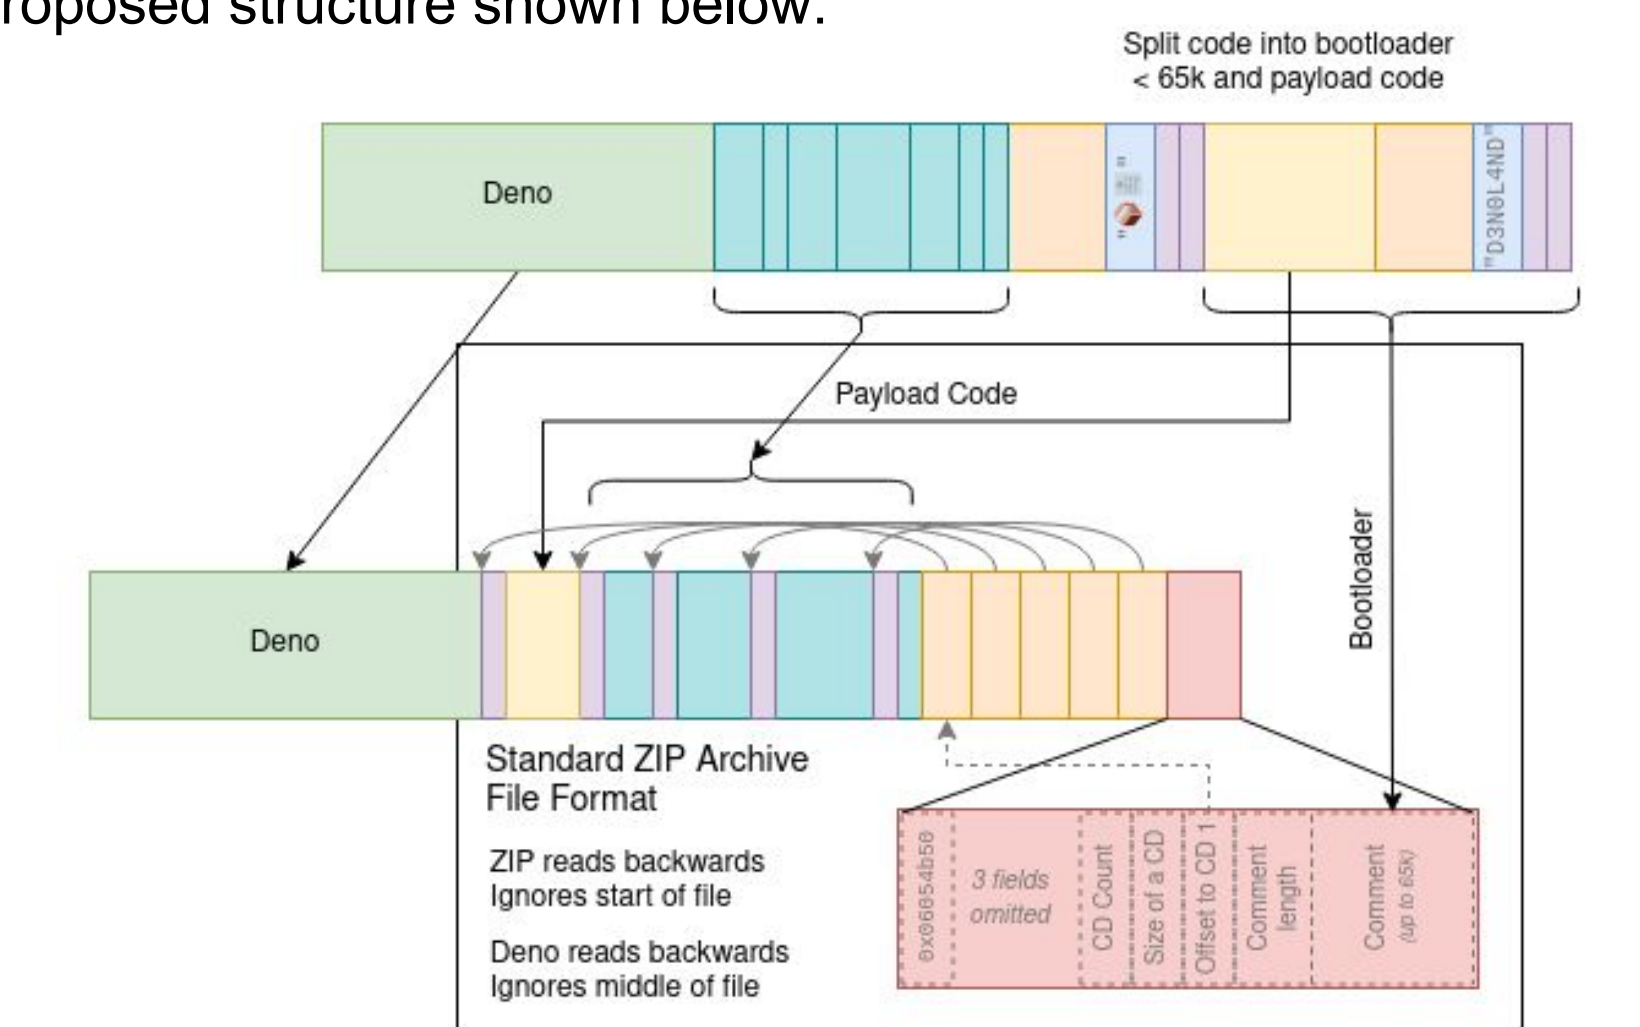 roposed structure shown below:
Split code into bootloader
< 65k and payload code
Deno
"D3N0L4ND"
Payload Code
Bootloader
Deno
Standard ZIP Archive
File Format
ZIP reads backwards
Ignores start of file
Deno reads backwards
Ignores middle of file
0x06054b50
3 fields
omitted
CD Count
Size of a CD
Offset to CD 1
Comment
length
Comment
(up to 65k)